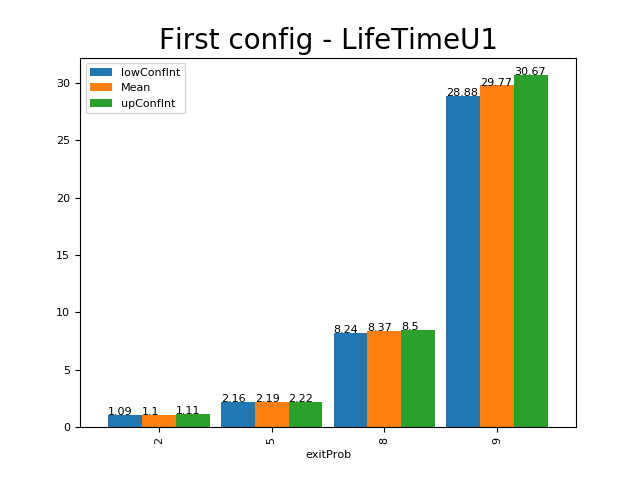 First config - LifeTimeU1
lowConfInt
Mean
upConfInt
30
25
20
15
10
5
0
1.09 1.1 1.11
2.16 2.19 2.22
8.24 8.37 8.5
28.88 29.77 30.67
2 5 8 9
exitProb